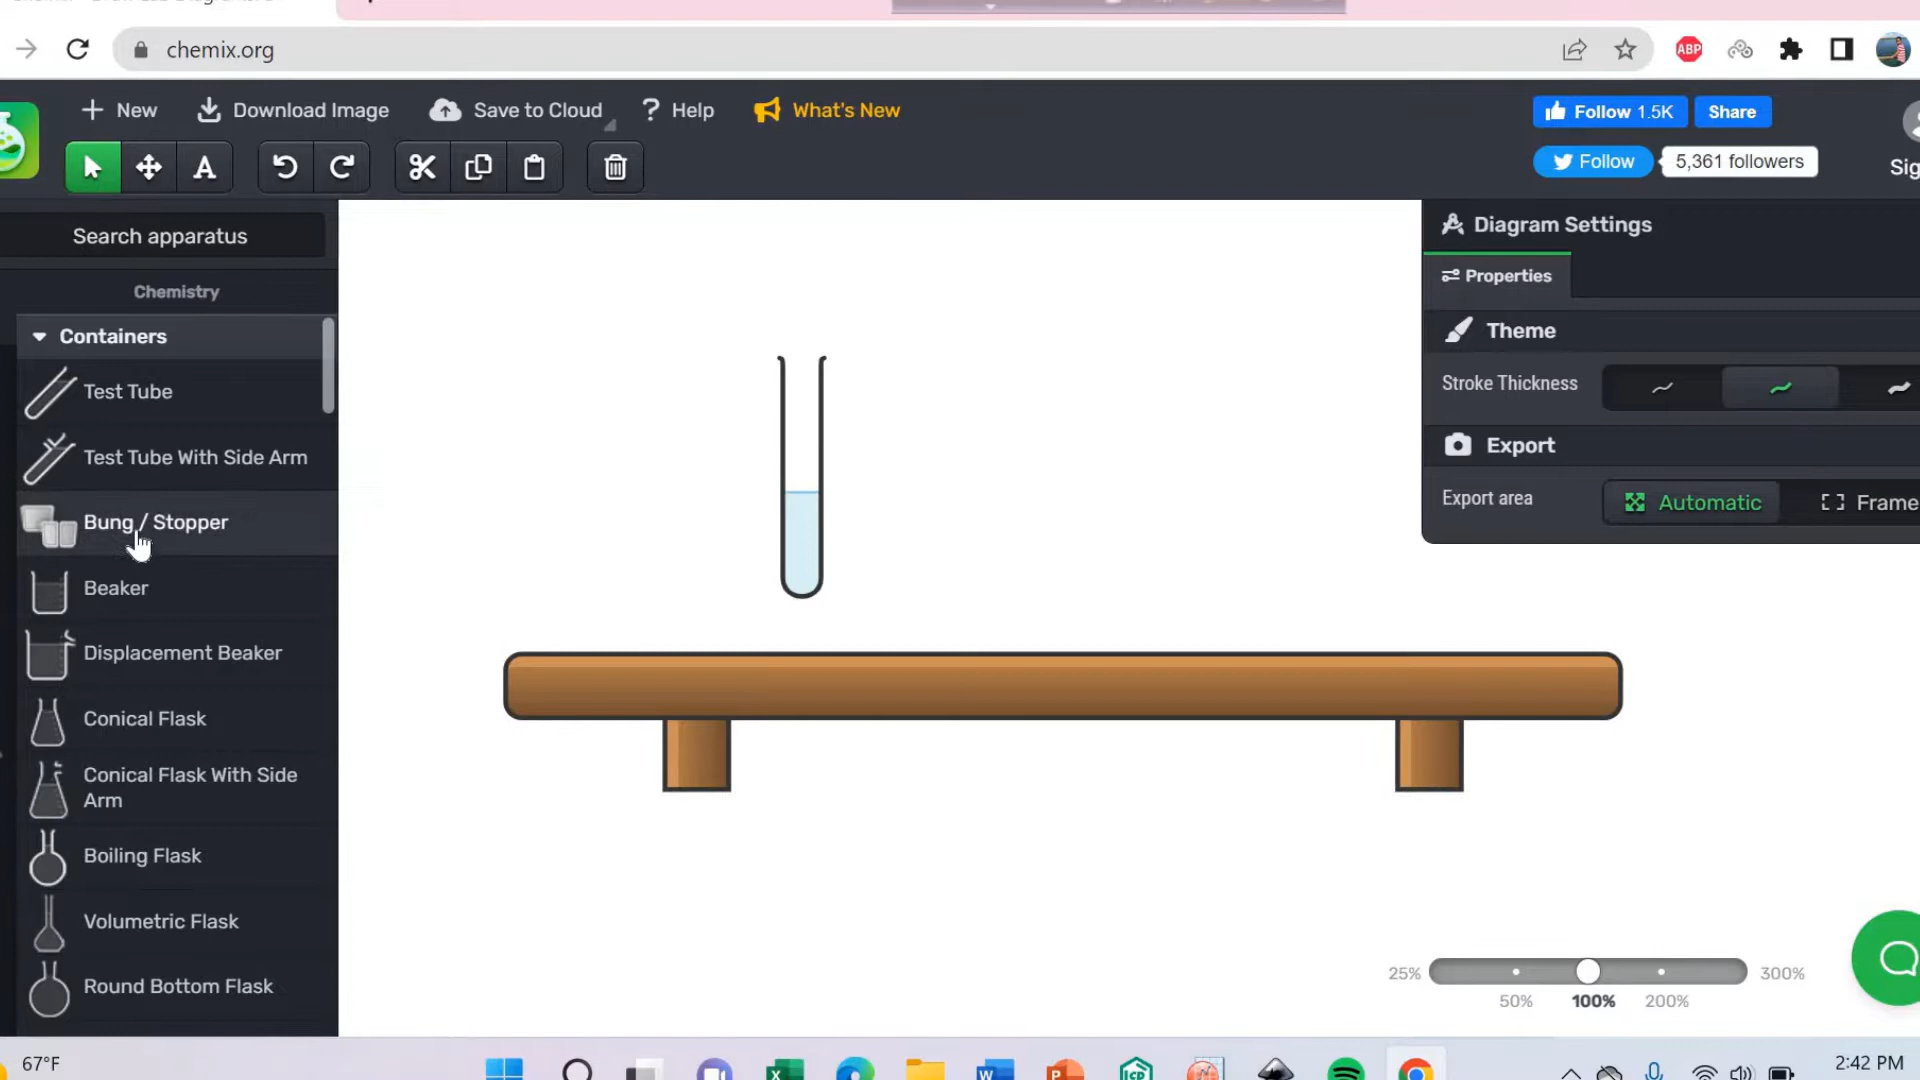 chemix.org
ABP
New Download Image Save to Cloud ? Help What's New
Follow 1.5K Share
A
Follow 5,361 followers
Sig
Search apparatus
Diagram Settings
Chemistry
Properties
Containers
Theme
Test Tube
Stroke Thickness
Test Tube With Side Arm
Export
Bung / Stopper
Export area Automatic Frame
Beaker
Displacement Beaker
Conical Flask
Conical Flask With Side
Arm
Boiling Flask
Volumetric Flask
Round Bottom Flask
25% 300%
50% 100% 200%
67°F
2:42 PM